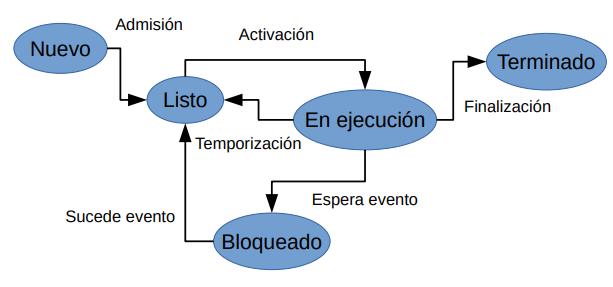 Admisión
Nuevo
Activación
Terminado
Listo
En ejecución
Finalización
Temporización
Espera evento
Sucede evento
Bloqueado